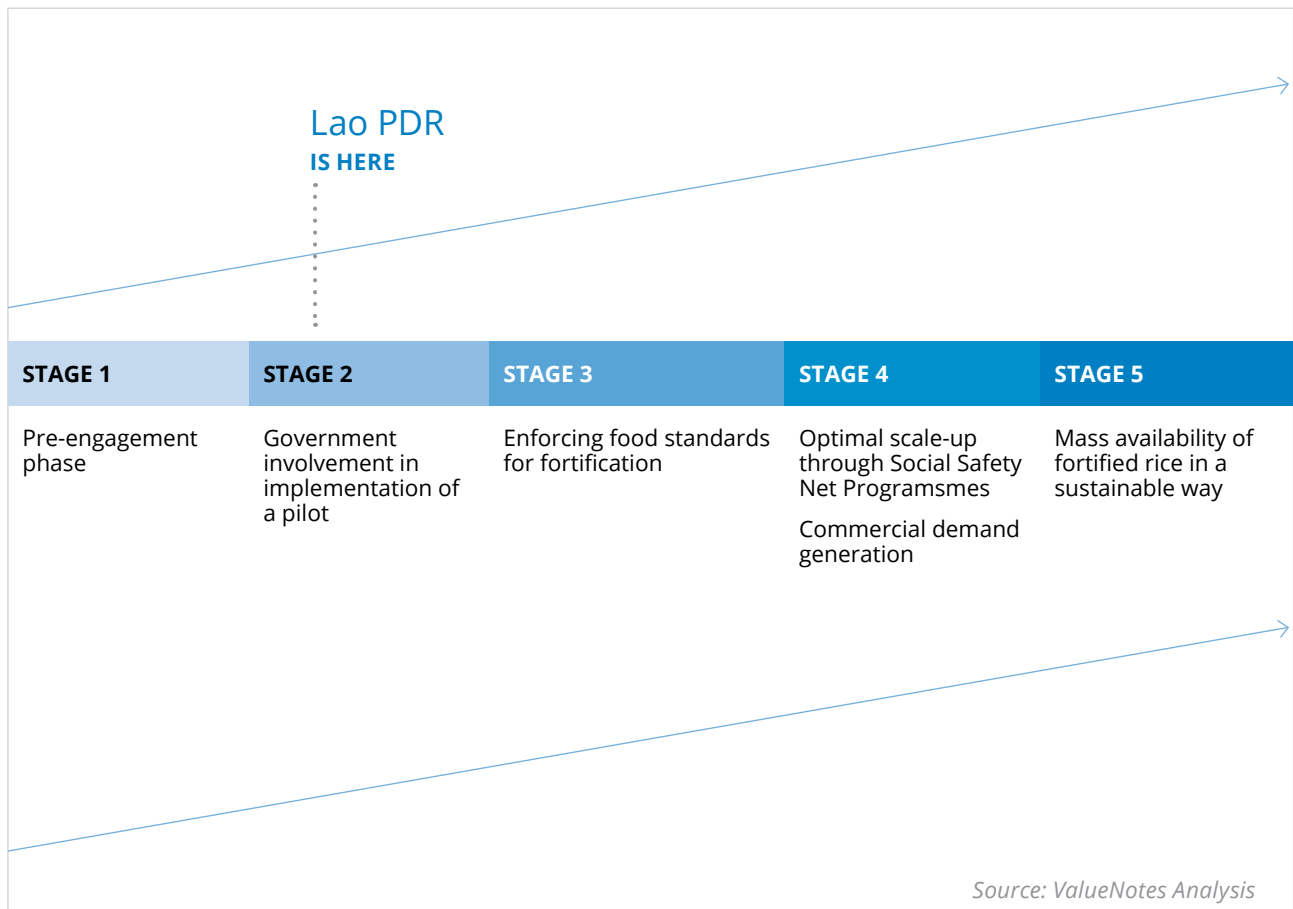 Lao PDR
IS HERE
STAGE 1
STAGE 2
STAGE 3
STAGE 4
STAGE 5
Pre-engagement
phase
Government
involvement in
implementation of
a pilot
Enforcing food standards
for fortification
Optimal scale-up
through Social Safety
Net Programsmes
Commercial demand
generation
Mass availability of
fortified rice in a
sustainable way
Source: ValueNotes Analysis